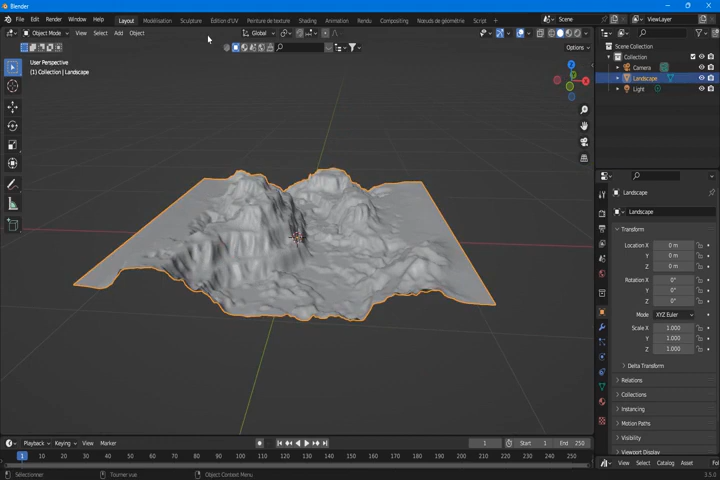 Blender
File Edit Render Window Help Layout Modélisation Sculpture Édition d'UV Peinture de texture Shading Animation Rendu Compositing Nœuds de géométrie Script + Scene ViewLayer
Object Mode View Select Add Object Global
Options
User Perspective
(1) Collection | Landscape
Scene Collection
Collection
Camera
Landscape
Light
Landscape
Landscape
Transform
Location X 0 m
Y 0 m
Z 0 m
Rotation X 0°
Y 0°
Z 0°
Mode XYZ Euler
Scale X 1.000
Y 1.000
Z 1.000
Delta Transform
Relations
Collections
Instancing
Motion Paths
Visibility
Viewport Display
Playback Keying View Marker 1 Start 1 End 250
1 10 20 30 40 50 60 70 80 90 100 110 120 130 140 150 160 170 180 190 200 210 220 230 240 250
View Select Catalog Asset
Sélectionner Tourner vue Object Context Menu 3.5.0